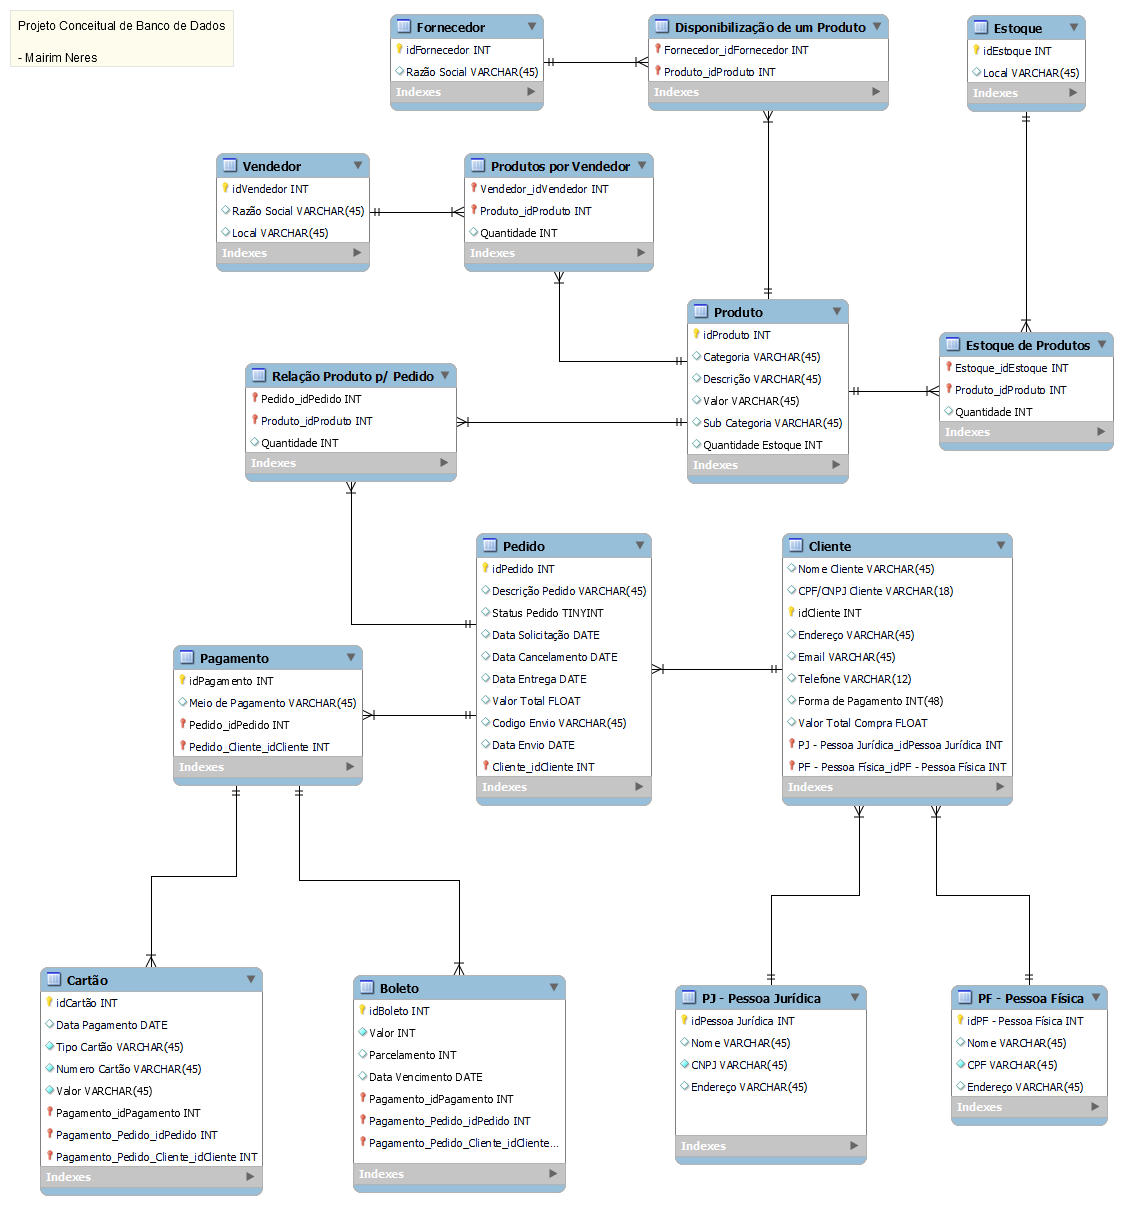 Projeto Conceitual de Banco de Dados
- Mairim Neres
Fornecedor
idFornecedor INT
Razão Social VARCHAR(45)
Indexes
Disponibilização de um Produto
Fornecedor_idFornecedor INT
Produto_idProduto INT
Indexes
Estoque
idEstoque INT
Local VARCHAR(45)
Indexes
Vendedor
idVendedor INT
Razão Social VARCHAR(45)
Local VARCHAR(45)
Indexes
Produtos por Vendedor
Vendedor_idVendedor INT
Produto_idProduto INT
Quantidade INT
Indexes
Produto
idProduto INT
Categoria VARCHAR(45)
Descrição VARCHAR(45)
Valor VARCHAR(45)
Sub Categoria VARCHAR(45)
Quantidade Estoque INT
Indexes
Estoque de Produtos
Estoque_idEstoque INT
Produto_idProduto INT
Quantidade INT
Indexes
Relação Produto p/ Pedido
Pedido_idPedido INT
Produto_idProduto INT
Quantidade INT
Indexes
Pedido
idPedido INT
Descrição Pedido VARCHAR(45)
Status Pedido TINYINT
Data Solicitação DATE
Data Cancelamento DATE
Data Entrega DATE
Valor Total FLOAT
Codigo Envio VARCHAR(45)
Data Envio DATE
Cliente_idCliente INT
Indexes
Cliente
Nome Cliente VARCHAR(45)
CPF/CNPJ Cliente VARCHAR(18)
idCliente INT
Endereço VARCHAR(45)
Email VARCHAR(45)
Telefone VARCHAR(12)
Forma de Pagamento INT(48)
Valor Total Compra FLOAT
PJ - Pessoa Jurídica_idPessoa Jurídica INT
PF - Pessoa Física_idPF - Pessoa Física INT
Indexes
Pagamento
idPagamento INT
Meio de Pagamento VARCHAR(45)
Pedido_idPedido INT
Pedido_Cliente_idCliente INT
Indexes
Cartão
idCartão INT
Data Pagamento DATE
Tipo Cartão VARCHAR(45)
Numero Cartão VARCHAR(45)
Valor VARCHAR(45)
Pagamento_idPagamento INT
Pagamento_Pedido_idPedido INT
Pagamento_Pedido_Cliente_idCliente INT
Indexes
Boleto
idBoleto INT
Valor INT
Parcelamento INT
Data Vencimento DATE
Pagamento_idPagamento INT
Pagamento_Pedido_idPedido INT
Pagamento_Pedido_Cliente_idCliente...
Indexes
PJ - Pessoa Jurídica
idPessoa Jurídica INT
Nome VARCHAR(45)
CNPJ VARCHAR(45)
Endereço VARCHAR(45)
Indexes
PF - Pessoa Física
idPF - Pessoa Física INT
Nome VARCHAR(45)
CPF VARCHAR(45)
Endereço VARCHAR(45)
Indexes